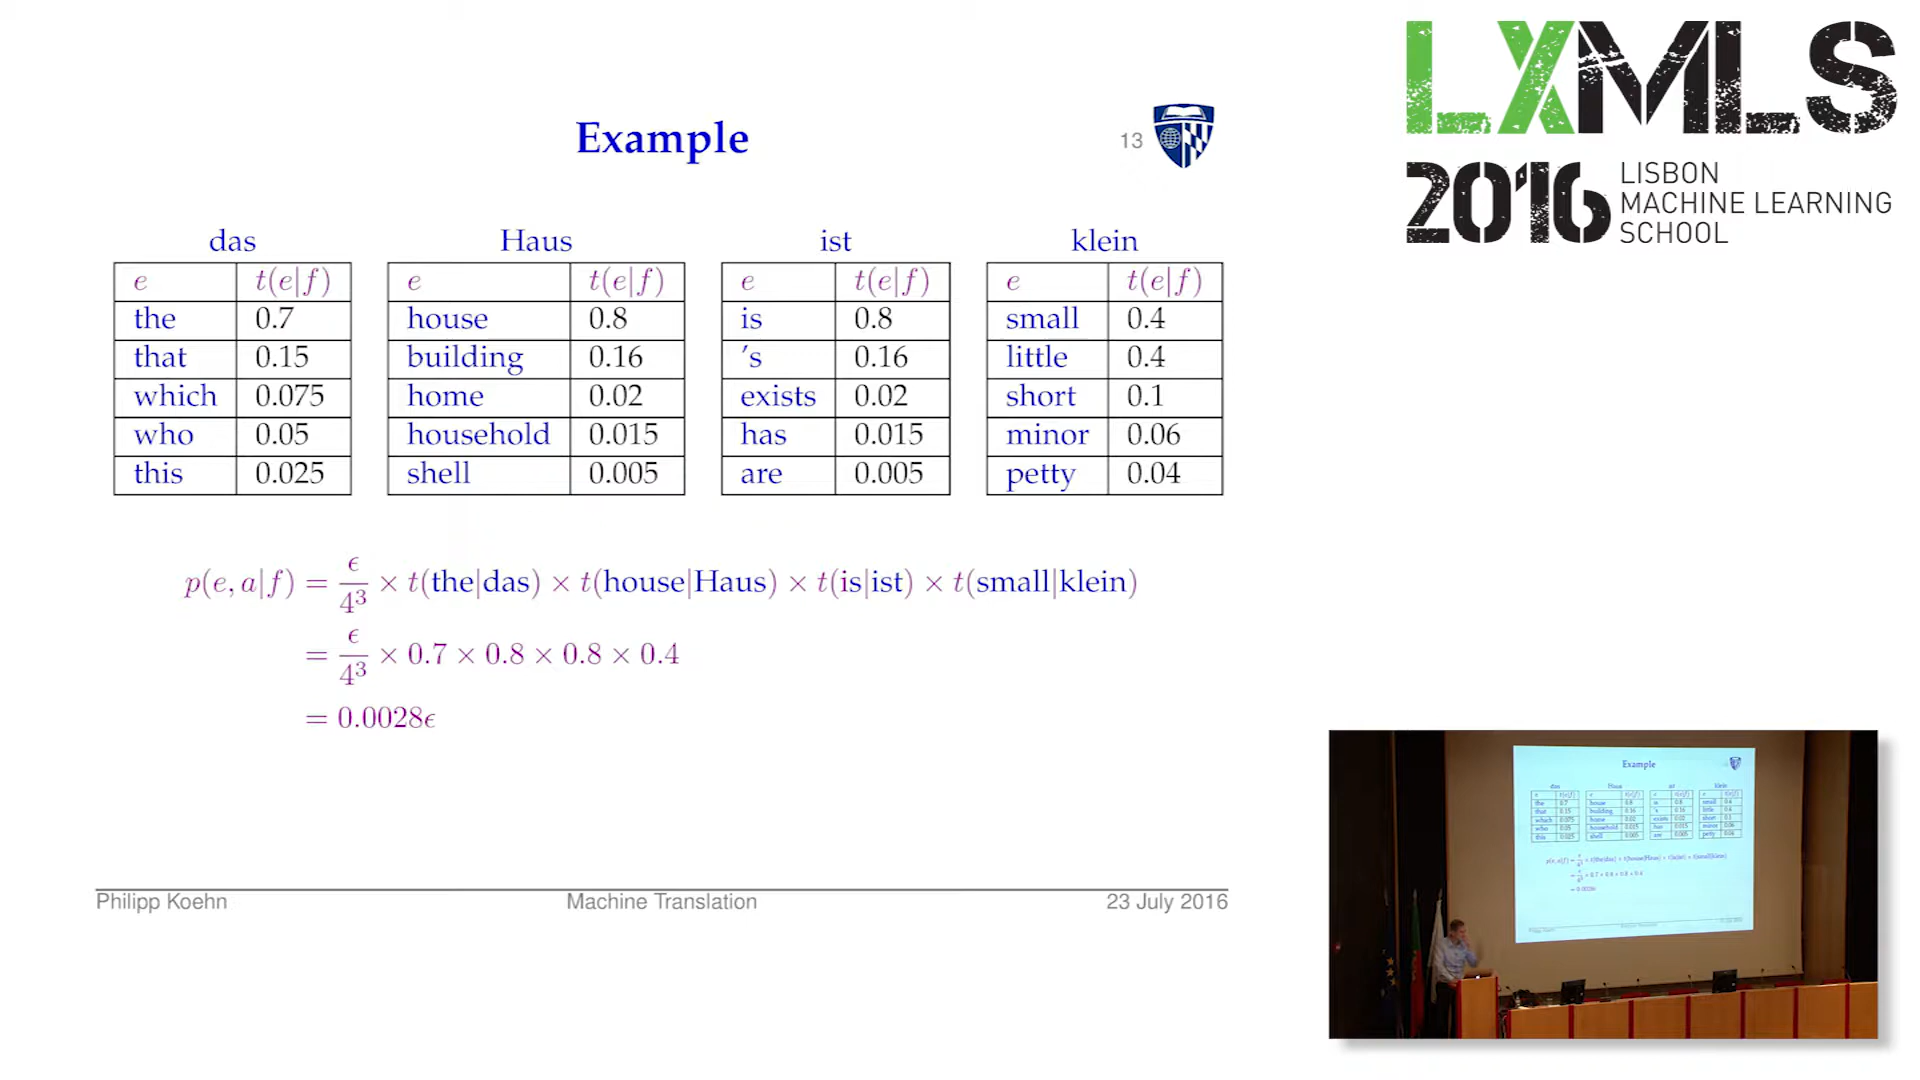 LXMLS
2016 LISBON
MACHINE LEARNING
SCHOOL
Example
13
das
e t(e|f)
the 0.7
that 0.15
which 0.075
who 0.05
this 0.025
Haus
e t(e|f)
house 0.8
building 0.16
home 0.02
household 0.015
shell 0.005
ist
e t(e|f)
is 0.8
's 0.16
exists 0.02
has 0.015
are 0.005
klein
e t(e|f)
small 0.4
little 0.4
short 0.1
minor 0.06
petty 0.04
p(e, a|f) = ϵ/4³ × t(the|das) × t(house|Haus) × t(is|ist) × t(small|klein)
= ϵ/4³ × 0.7 × 0.8 × 0.8 × 0.4
= 0.0028ϵ
Philipp Koehn Machine Translation 23 July 2016
Example